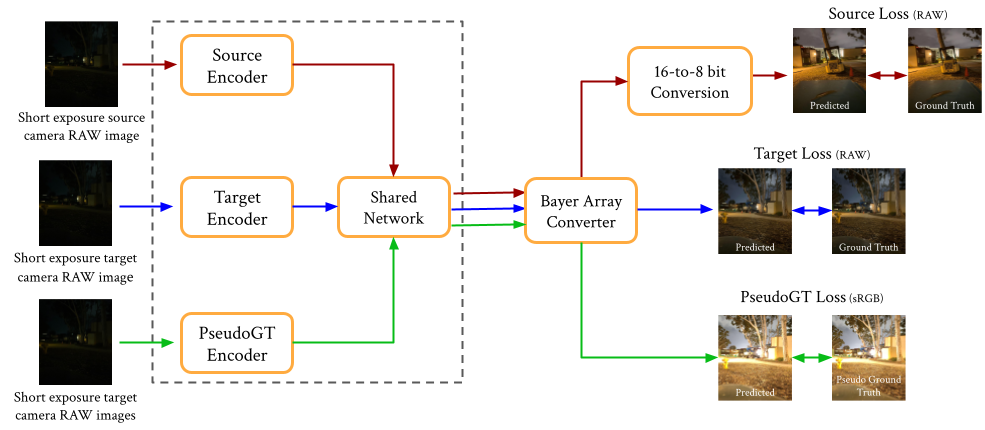 Source Loss (RAW)
Source
Encoder
16-to-8 bit
Conversion
Predicted
Ground Truth
Short exposure source
camera RAW image
Target Loss (RAW)
Target
Encoder
Shared
Network
Bayer Array
Converter
Predicted
Ground Truth
Short exposure target
camera RAW image
PseudoGT Loss (sRGB)
PseudoGT
Encoder
Predicted
Pseudo Ground
Truth
Short exposure target
camera RAW images